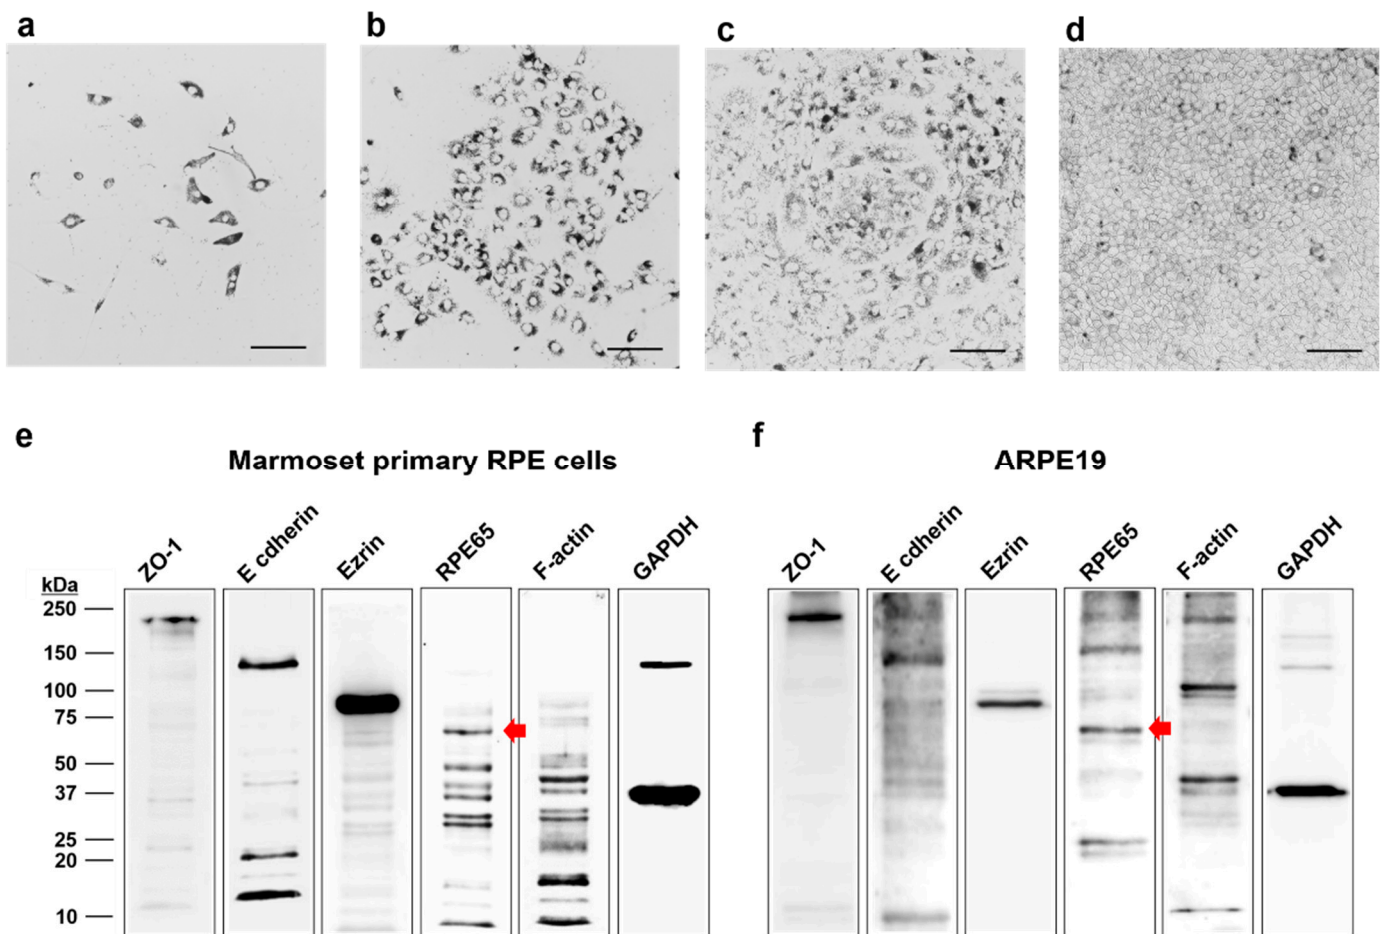 a b c d
e f
Marmoset primary RPE cells ARPE19
ZO-1 E cdherin Ezrin RPE65 F-actin GAPDH ZO-1 E cdherin Ezrin RPE65 F-actin GAPDH
kDa
250
150
100
75
50
37
25
20
10